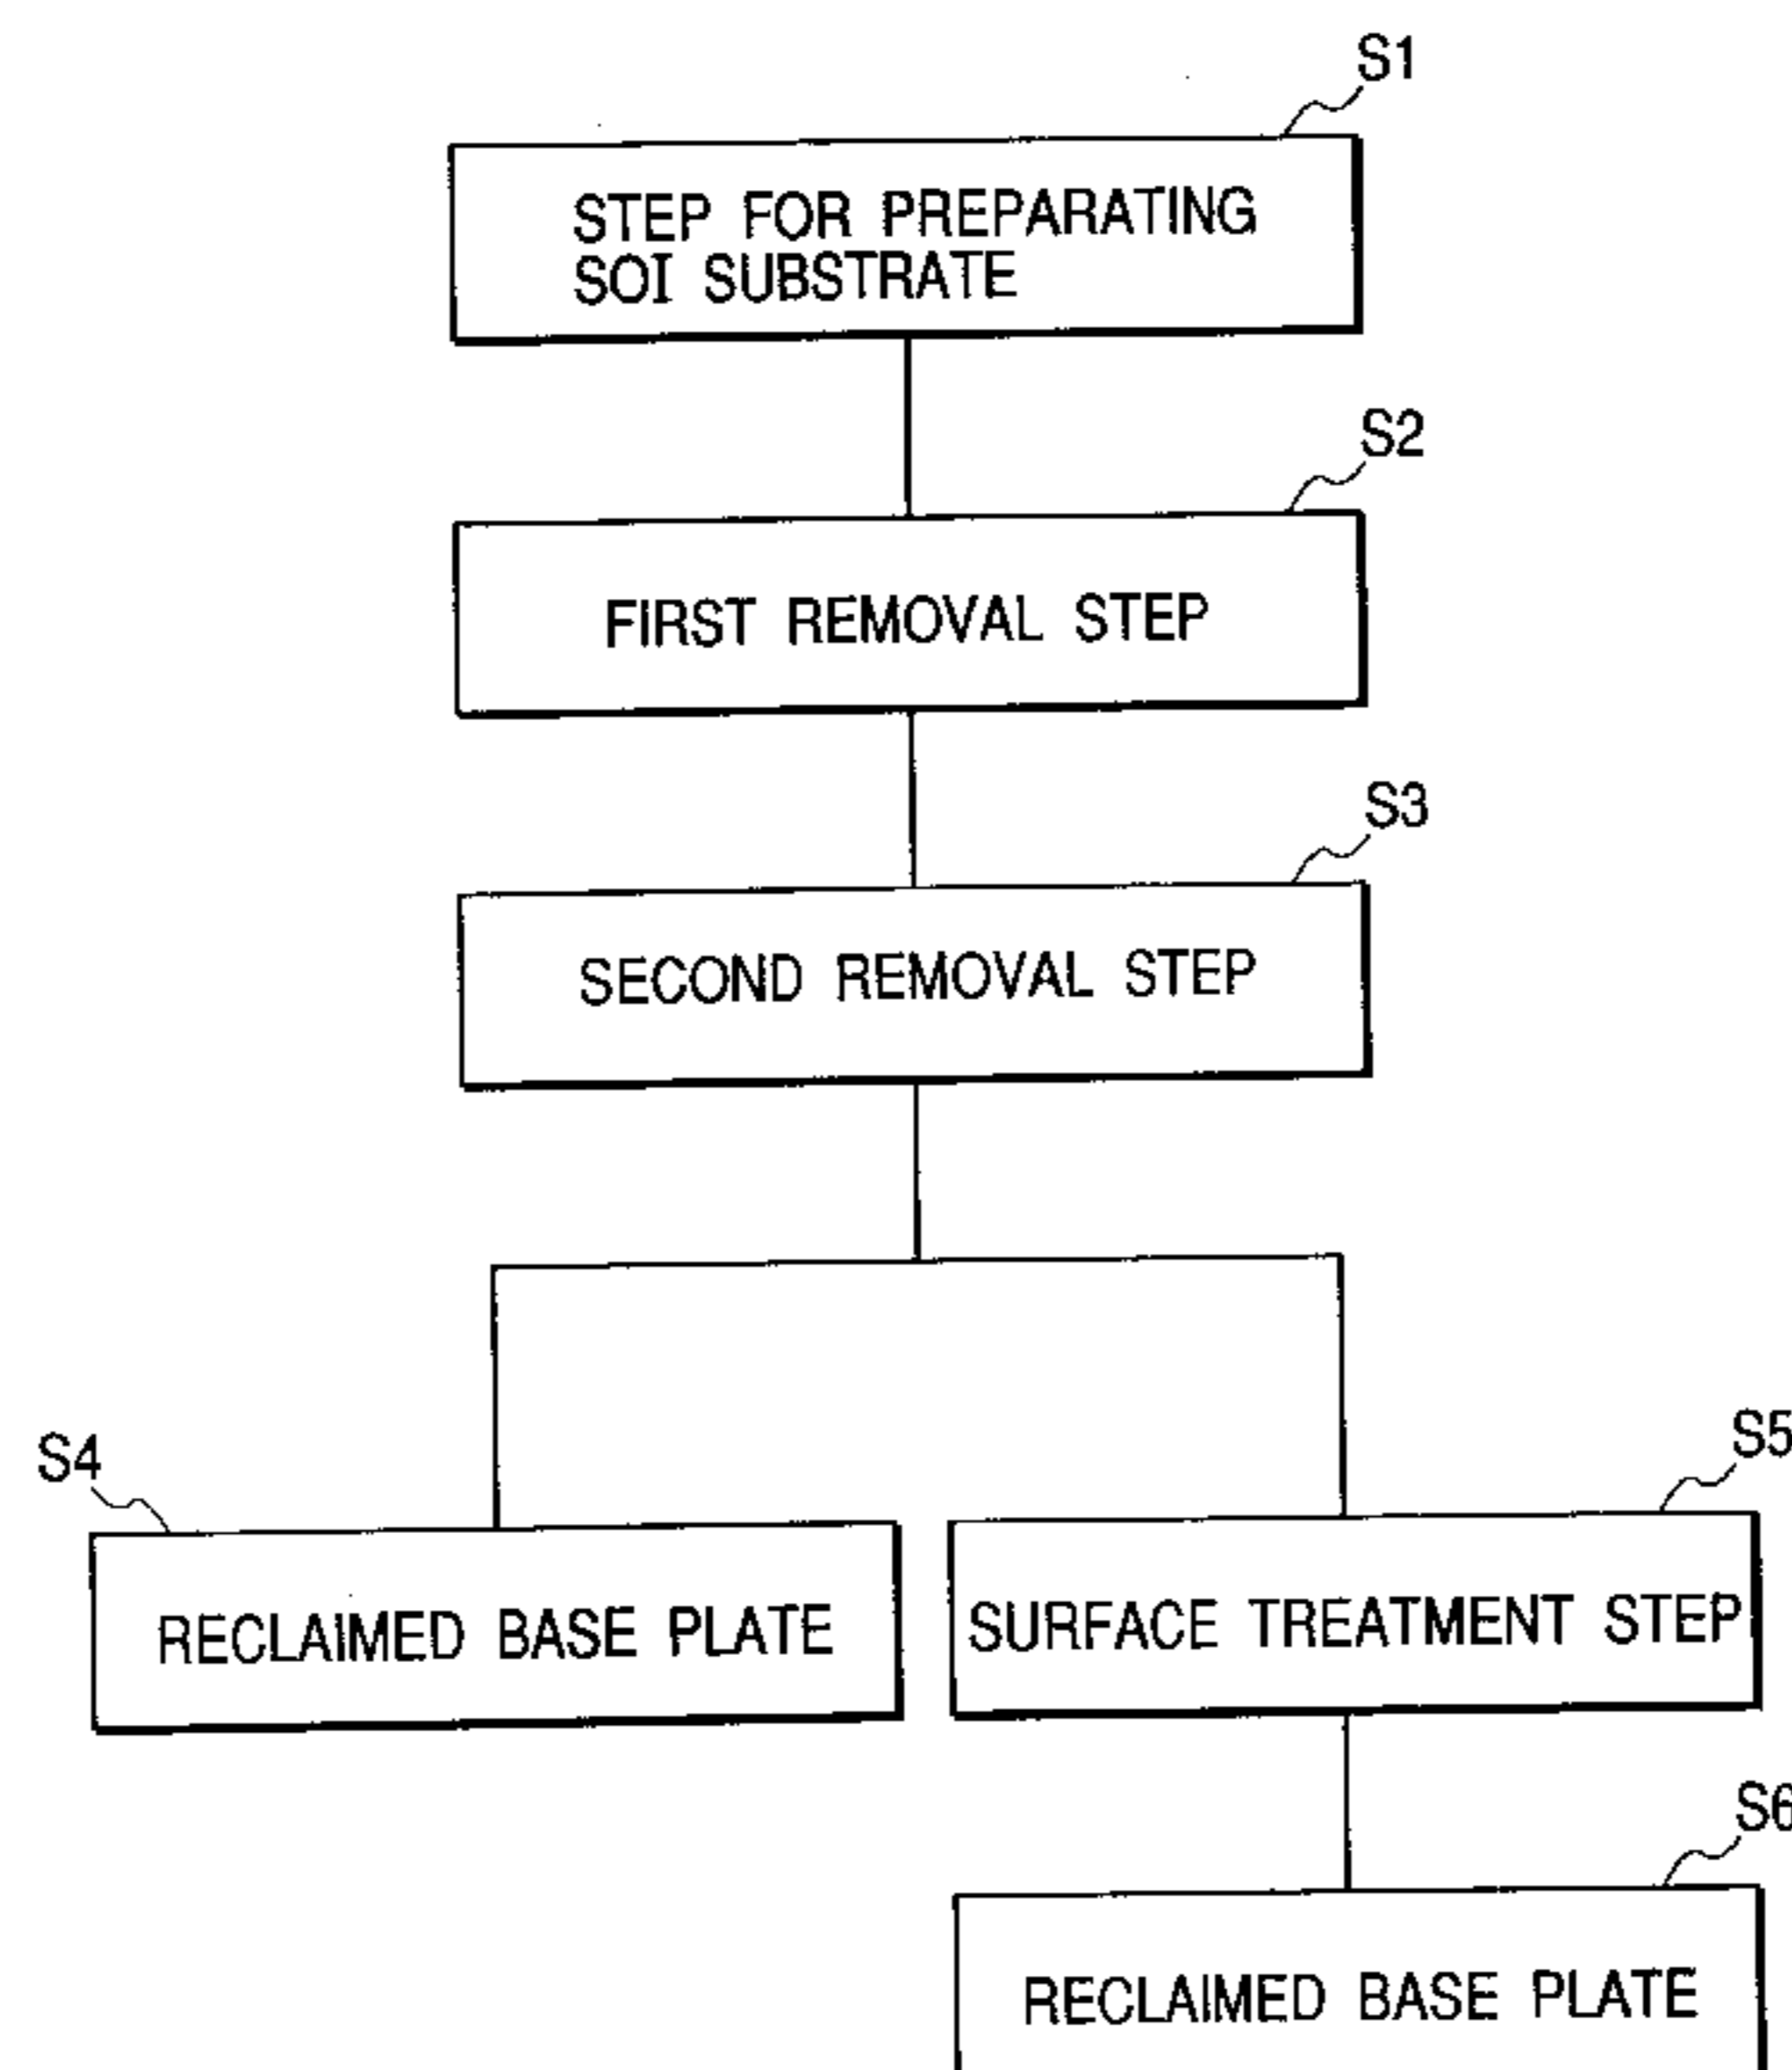 S1
STEP FOR PREPARATING
SOI SUBSTRATE
S2
FIRST REMOVAL STEP
S3
SECOND REMOVAL STEP
S4
S5
RECLAIMED BASE PLATE
SURFACE TREATMENT STEP
S6
RECLAIMED BASE PLATE